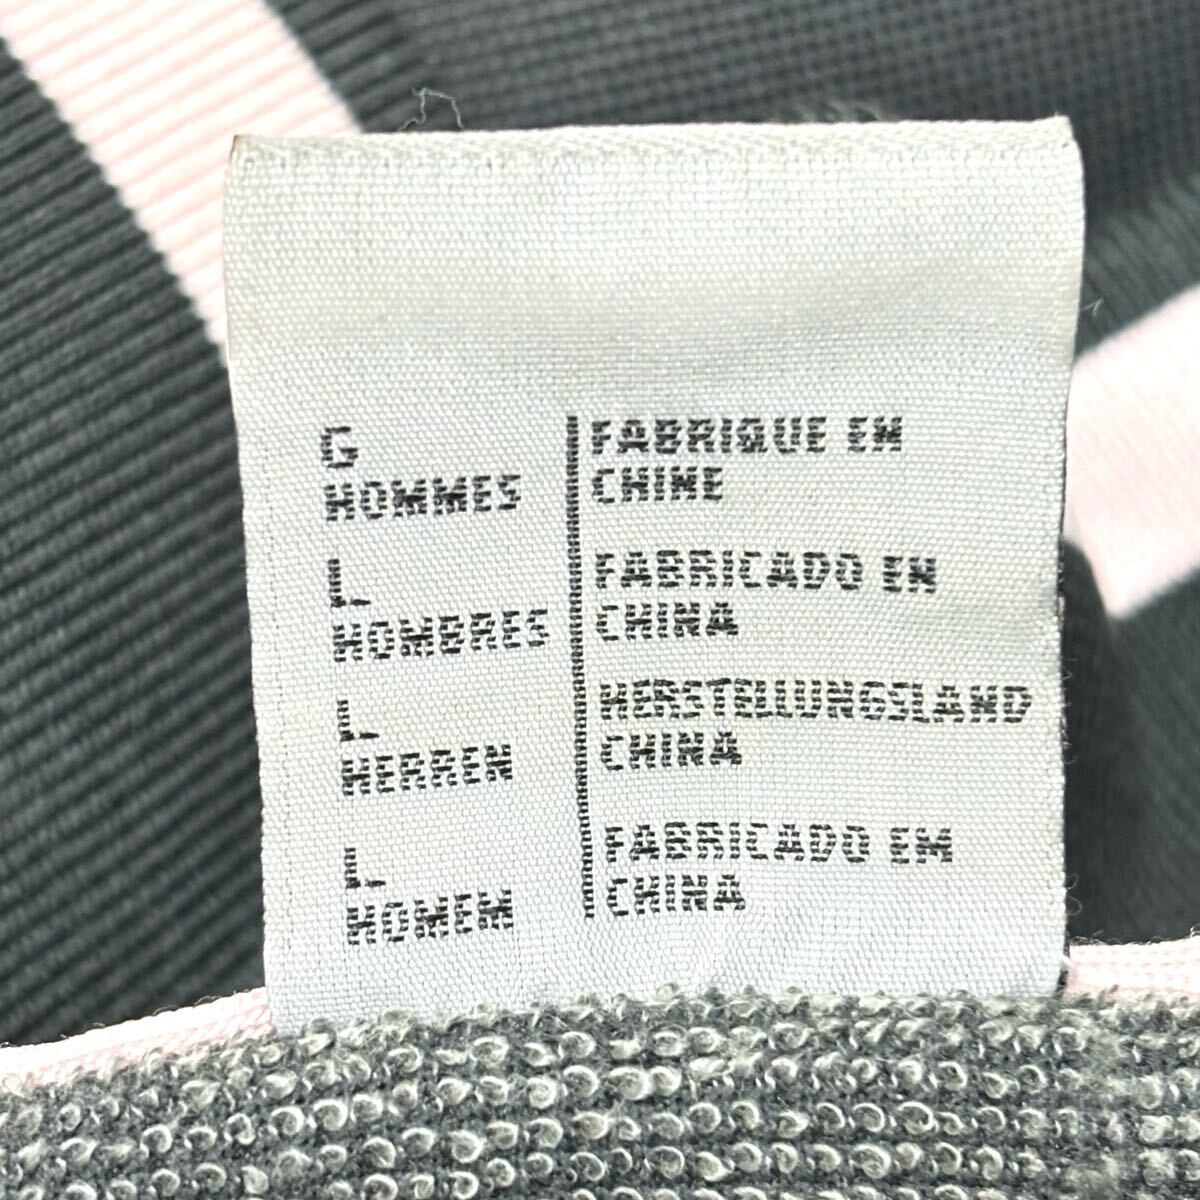 G
HOMMES
L
HOMBRES
L
HERREN
L
HOMEM
FABRIQUE EN
CHINE
FABRICADO EN
CHINA
HERSTELLUNGSLAND
CHINA
FABRICADO EM
CHINA